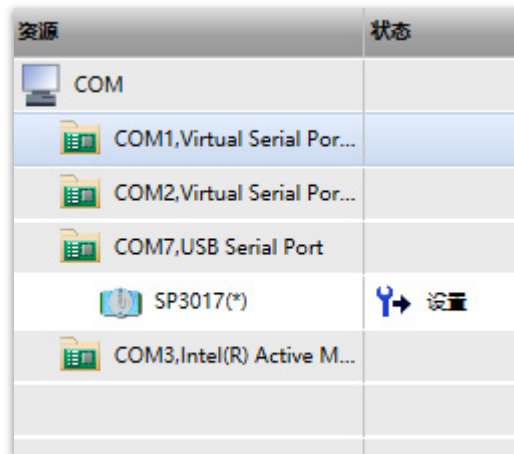 资源 状态
COM
COM1,Virtual Serial Por...
COM2,Virtual Serial Por...
COM7,USB Serial Port
SP3017(*) 设置
COM3,Intel(R) Active M...